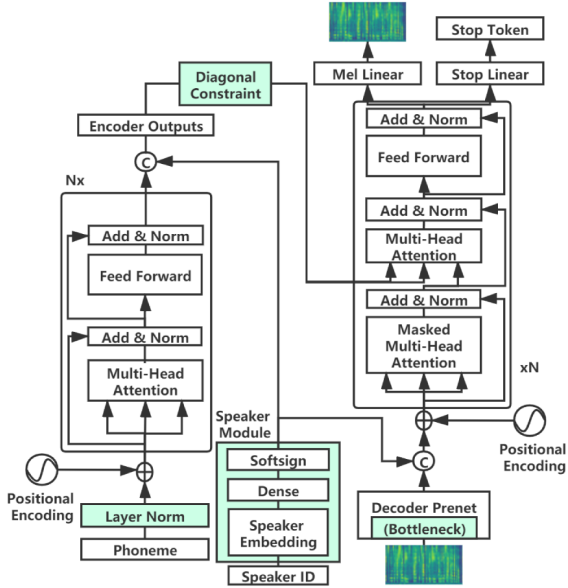 Stop Token
Mel Linear
Stop Linear
Diagonal
Constraint
Encoder Outputs
C
Nx
Add & Norm
Feed Forward
Add & Norm
Multi-Head
Attention
Positional
Encoding
Layer Norm
Phoneme
Speaker
Module
Softsign
Dense
Speaker
Embedding
Speaker ID
Add & Norm
Feed Forward
Add & Norm
Multi-Head
Attention
Add & Norm
Masked
Multi-Head
Attention
xN
Positional
Encoding
C
Decoder Prenet
(Bottleneck)